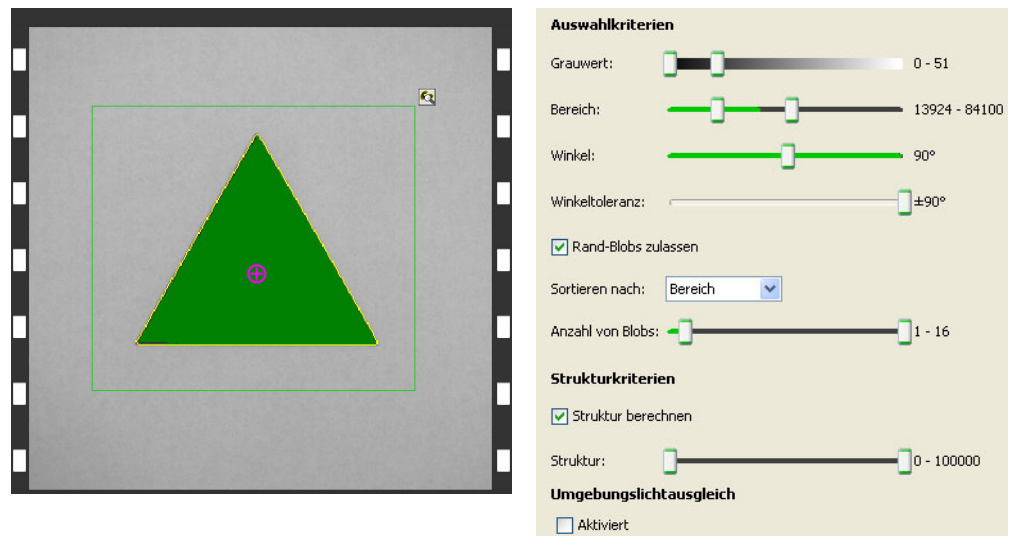 Auswahlkriterien
Grauwert: 0 - 51
Bereich: 13924 - 84100
Winkel: 90°
Winkeltoleranz: ±90°
Rand-Blobs zulassen
Sortieren nach: Bereich
Anzahl von Blobs: 1 - 16
Strukturkriterien
Struktur berechnen
Struktur: 0 - 100000
Umgebungslichtausgleich
Aktiviert